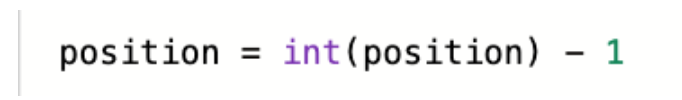 position = int(position) - 1